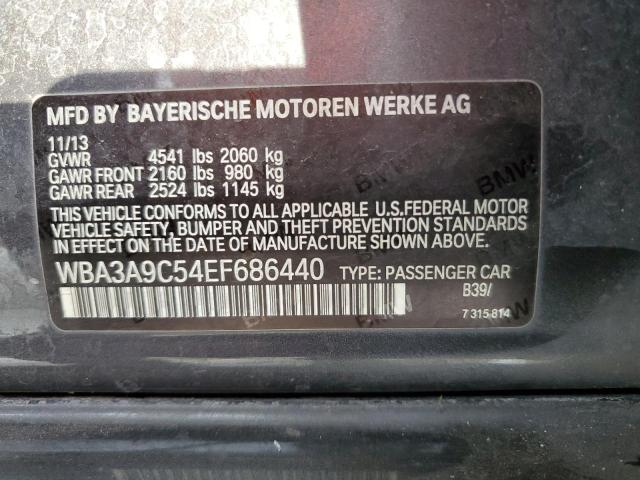 MFD BY BAYERISCHE MOTOREN WERKE AG
11/13
GVWR 4541 lbs 2060 kg
GAWR FRONT 2160 lbs 980 kg
GAWR REAR 2524 lbs 1145 kg
THIS VEHICLE CONFORMS TO ALL APPLICABLE U.S.FEDERAL MOTOR
VEHICLE SAFETY, BUMPER AND THEFT PREVENTION STANDARDS
IN EFFECT ON THE DATE OF MANUFACTURE SHOWN ABOVE.
WBA3A9C54EF686440 TYPE: PASSENGER CAR
B39/
7 315 814
BMW
BMW